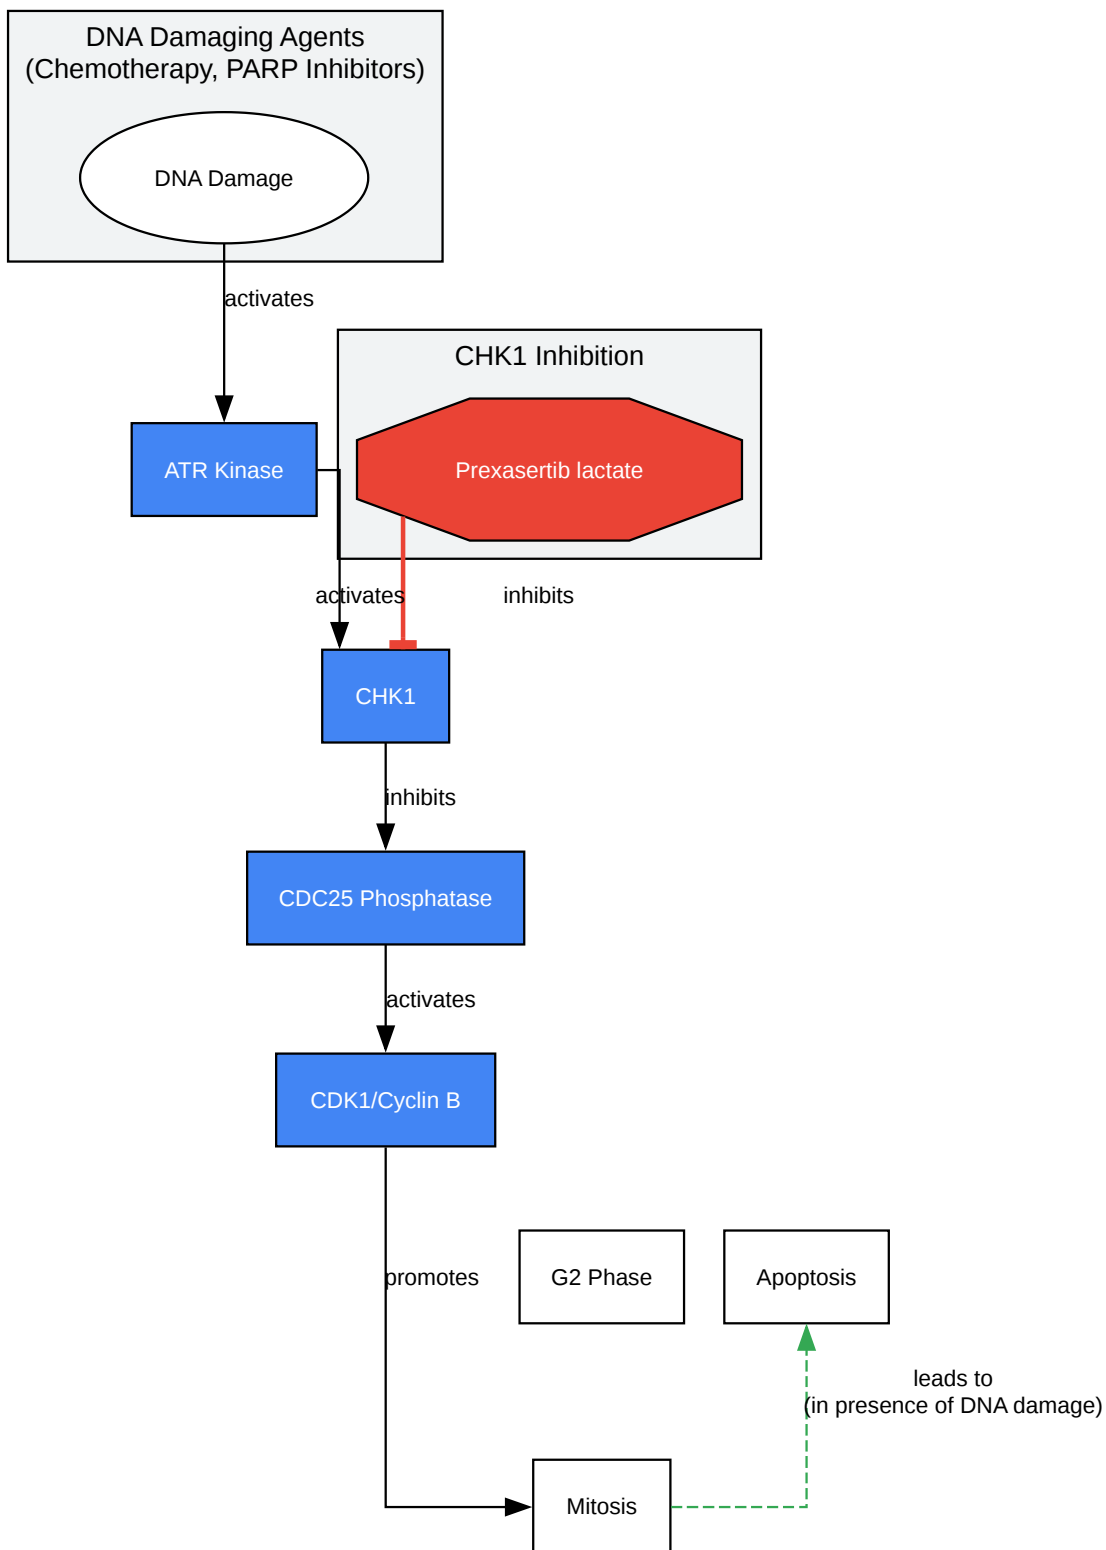 DNA Damaging Agents
(Chemotherapy, PARP Inhibitors)
DNA Damage
activates
CHK1 Inhibition
ATR Kinase
Prexasertib lactate
activates
inhibits
CHK1
inhibits
CDC25 Phosphatase
activates
CDK1/Cyclin B
promotes
G2 Phase
Apoptosis
leads to
(in presence of DNA damage)
Mitosis